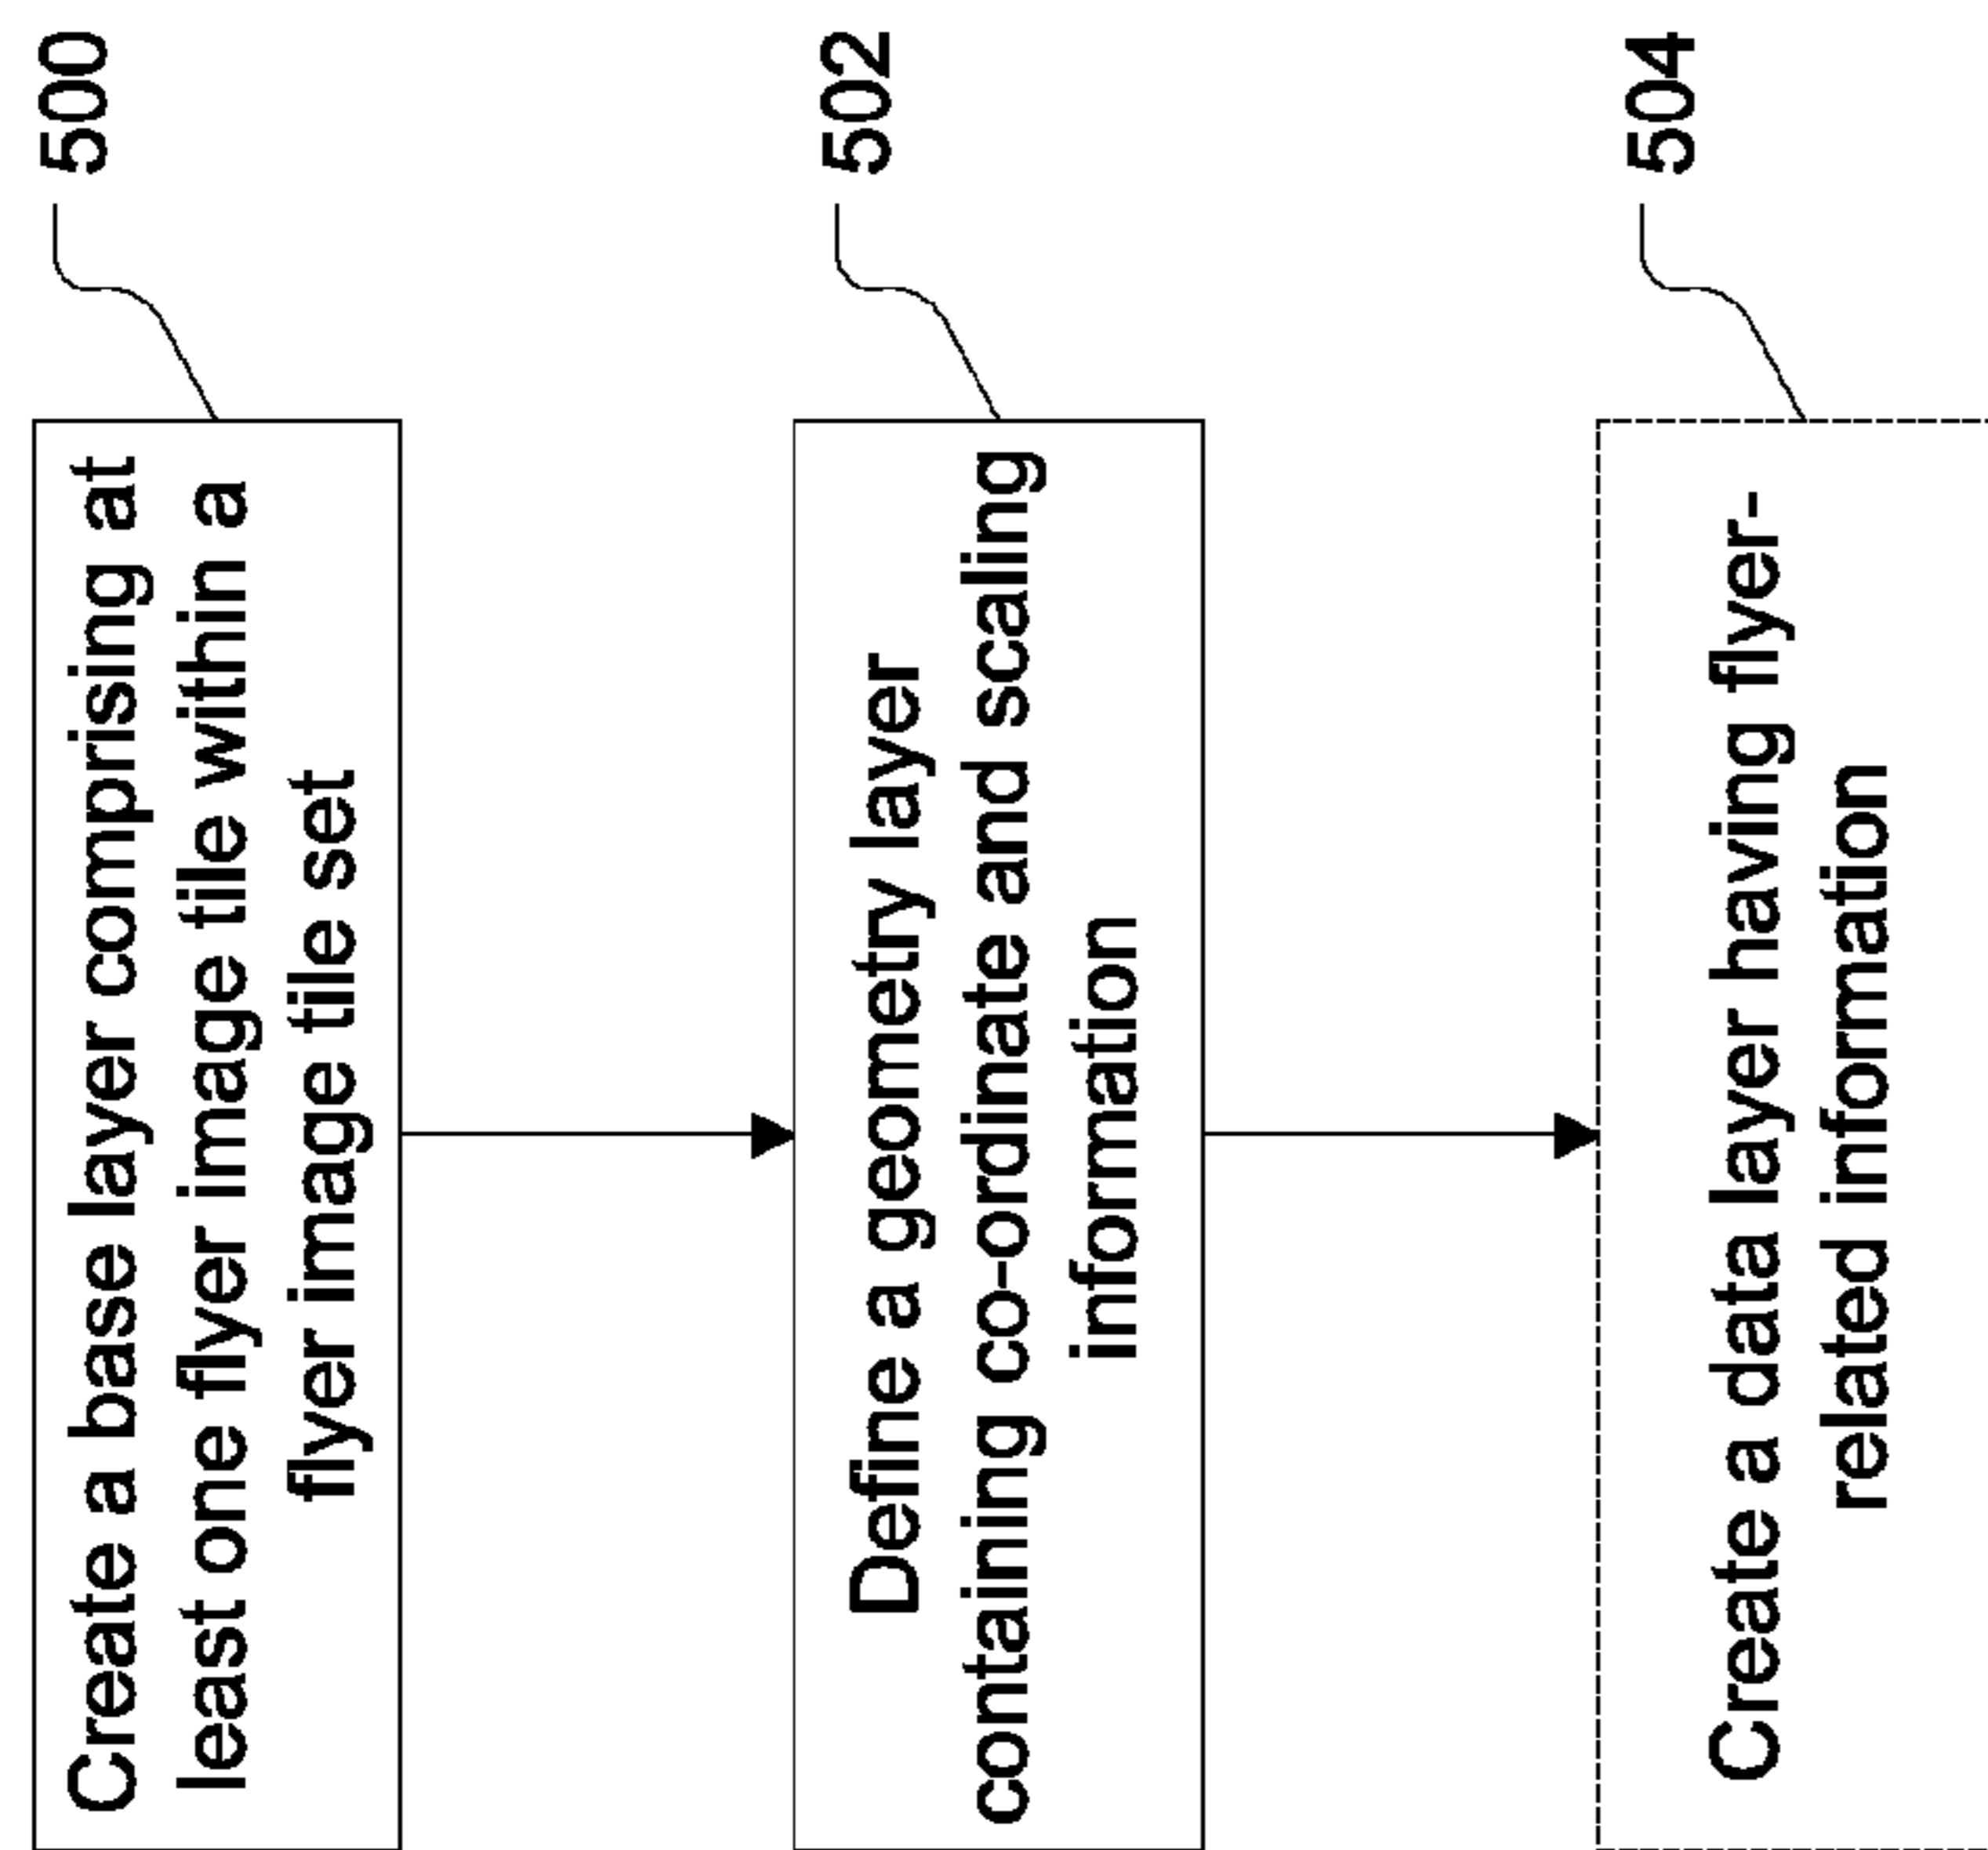 500
Create a base layer comprising at
least one flyer image tile within a
flyer image tile set
502
Define a geometry layer
containing co-ordinate and scaling
information
504
Create a data layer having flyer-
related information